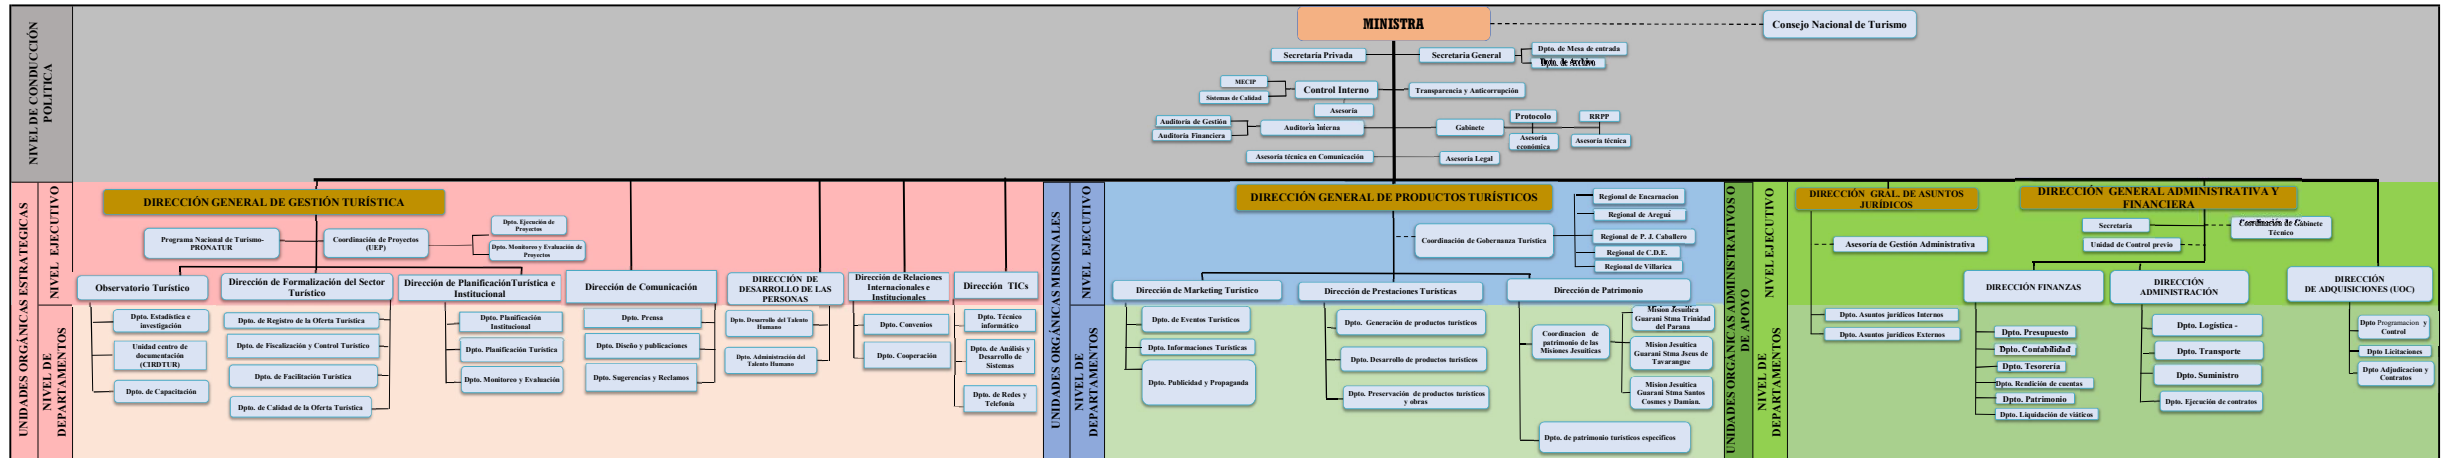 NIVEL DE CONDUCCIÓN
POLITICA
MINISTRA
Consejo Nacional de Turismo
Secretaría Privada
Secretaria General
Dpto. de Mesa de entrada
Dpto. de Archivo
MECIP
Sistemas de Calidad
Control Interno
Asesoría
Transparencia y Anticorrupción
Auditoría de Gestión
Auditoría Financiera
Auditoria Interna
Gabinete
Protocolo
RRPP
Asesoría
económica
Asesoría técnica
Asesoría técnica en Comunicación
Asesoría Legal
UNIDADES ORGÁNICAS ESTRATEGICAS
NIVEL EJECUTIVO
NIVEL DE
DEPARTAMENTOS
DIRECCIÓN GENERAL DE GESTIÓN TURÍSTICA
Programa Nacional de Turismo-
PRONATUR
Coordinación de Proyectos
(UEP)
Dpto. Ejecución de
Proyectos
Dpto. Monitoreo y Evaluación de
Proyectos
Observatorio Turístico
Dpto. Estadística e
investigación
Unidad centro de
documentación
(CIRDTUR)
Dpto. de Capacitación
Dirección de Formalización del Sector
Turístico
Dpto. de Registro de la Oferta Turística
Dpto. de Fiscalización y Control Turístico
Dpto. de Facilitación Turística
Dpto. de Calidad de la Oferta Turística
Dirección de PlanificaciónTurística e
Institucional
Dpto. Planificación
Institucional
Dpto. Planificación Turística
Dpto. Monitoreo y Evaluación
Dirección de Comunicación
Dpto. Prensa
Dpto. Diseño y publicaciones
Dpto. Sugerencias y Reclamos
DIRECCIÓN DE
DESARROLLO DE LAS
PERSONAS
Dpto. Desarrollo del Talento
Humano
Dpto. Administración del
Talento Humano
Dirección de Relaciones
Internacionales e
Institucionales
Dpto. Convenios
Dpto. Cooperación
Dirección TICs
Dpto. Técnico
informático
Dpto. de Análisis y
Desarrollo de
Sistemas
Dpto. de Redes y
Telefonía
UNIDADES ORGÁNICAS MISIONALES
NIVEL EJECUTIVO
NIVEL DE
DEPARTAMENTOS
DIRECCIÓN GENERAL DE PRODUCTOS TURÍSTICOS
Coordinación de Gobernanza Turística
Regional de Encarnacion
Regional de Areguí
Regional de P. J. Caballero
Regional de C.D.E.
Regional de Villarica
Dirección de Marketing Turístico
Dpto. de Eventos Turísticos
Dpto. Informaciones Turísticas
Dpto. Publicidad y Propaganda
Dirección de Prestaciones Turísticas
Dpto. Generación de productos turísticos
Dpto. Desarrollo de productos turísticos
Dpto. Preservación de productos turísticos
y obras
Dirección de Patrimonio
Coordinacion de
patrimonio de las
Misiones Jesuíticas
Mision Jesuítica
Guarani Stma Trinidad
del Parana
Mision Jesuítica
Guarani Stma Jseus de
Tavarangue
Mision Jesuítica
Guarani Stma Santos
Cosmes y Damian.
Dpto. de patrimonio turísticos especificos
UNIDADES ORGÁNICAS ADMINISTRATIVOS O
DE APOYO
NIVEL EJECUTIVO
NIVEL DE
DEPARTAMENTOS
DIRECCIÓN GRAL. DE ASUNTOS
JURÍDICOS
Asesoría de Gestión Administrativa
Dpto. Asuntos jurídicos Internos
Dpto. Asuntos jurídicos Externos
DIRECCIÓN GENERAL ADMINISTRATIVA Y
FINANCIERA
Secretaria
Unidad de Control previo
Coordinación de Gabinete
Técnico
DIRECCIÓN FINANZAS
Dpto. Presupuesto
Dpto. Contabilidad
Dpto. Tesorería
Dpto. Rendición de cuentas
Dpto. Patrimonio
Dpto. Liquidación de viáticos
DIRECCIÓN
ADMINISTRACIÓN
Dpto. Logística -
Dpto. Transporte
Dpto. Suministro
Dpto. Ejecución de contratos
DIRECCIÓN
DE ADQUISICIONES (UOC)
Dpto Programacion y
Control
Dpto Licitaciones
Dpto Adjudicacion y
Contratos